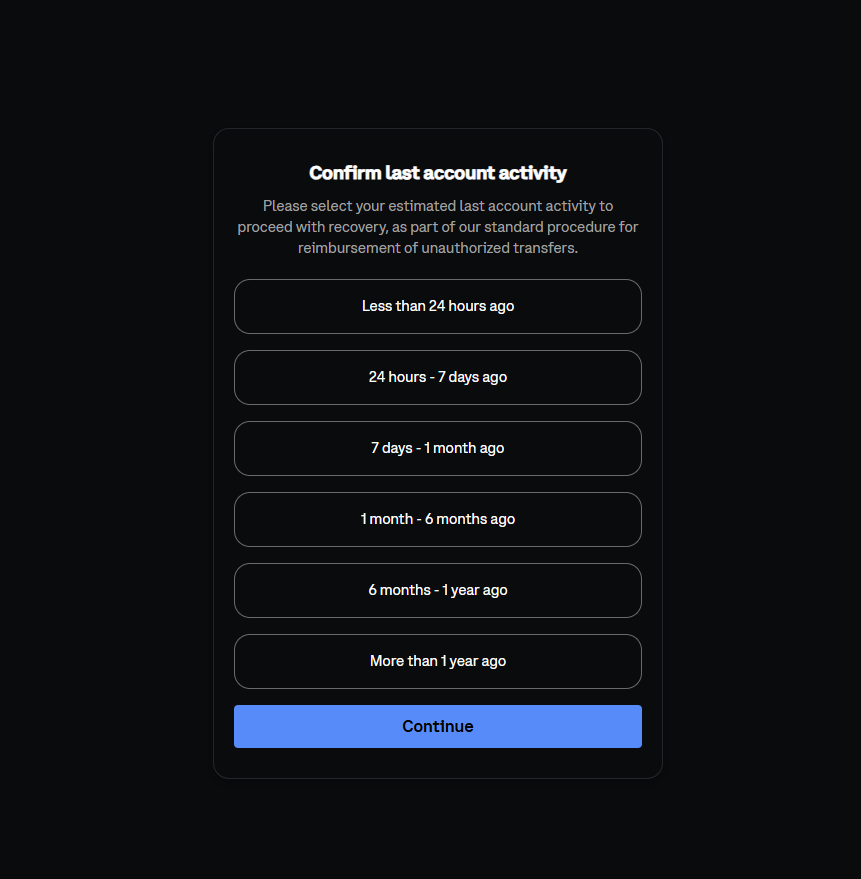 Confirm last account activity
Please select your estimated last account activity to
proceed with recovery, as part of our standard procedure for
reimbursement of unauthorized transfers.
Less than 24 hours ago
24 hours - 7 days ago
7 days - 1 month ago
1 month - 6 months ago
6 months - 1 year ago
More than 1 year ago
Continue